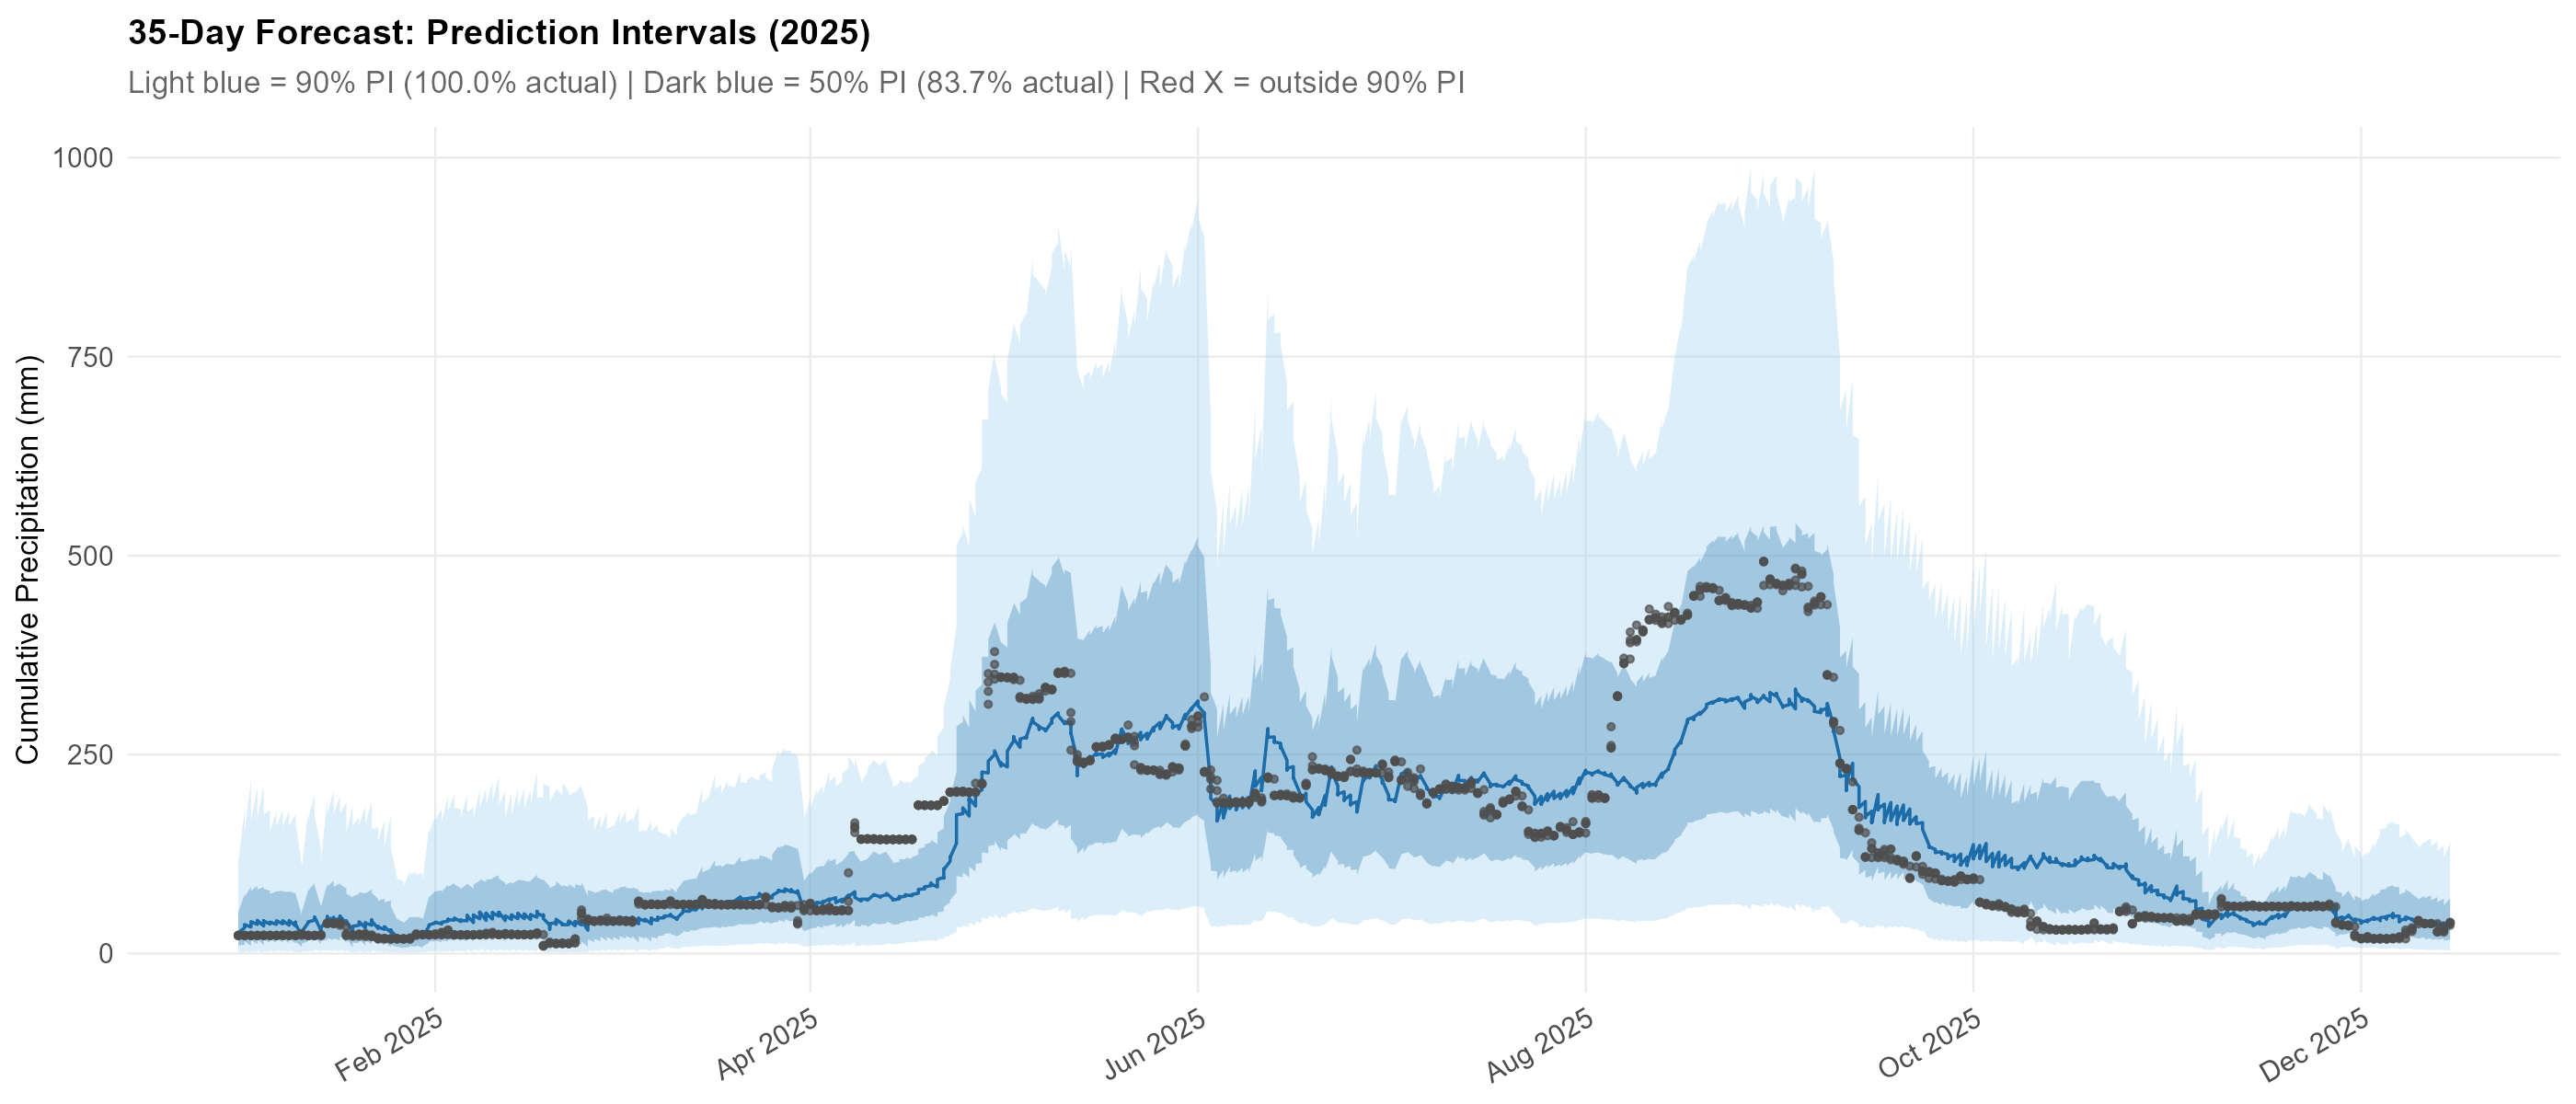 35-Day Forecast: Prediction Intervals (2025)
Light blue = 90% PI (100.0% actual) | Dark blue = 50% PI (83.7% actual) | Red X = outside 90% PI
Cumulative Precipitation (mm)
1000
750
500
250
0
Feb 2025
Apr 2025
Jun 2025
Aug 2025
Oct 2025
Dec 2025